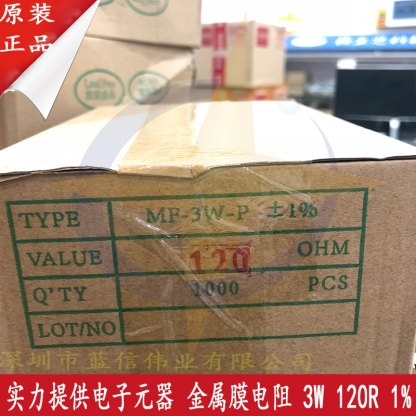 原装
正品
TYPE MF-3W-P ±1%
VALUE 120 OHM
Q'TY 1000 PCS
LOT/NO
深圳市蓝信伟业有限公司
实力提供电子元器 金属膜电阻 3W 120R 1%